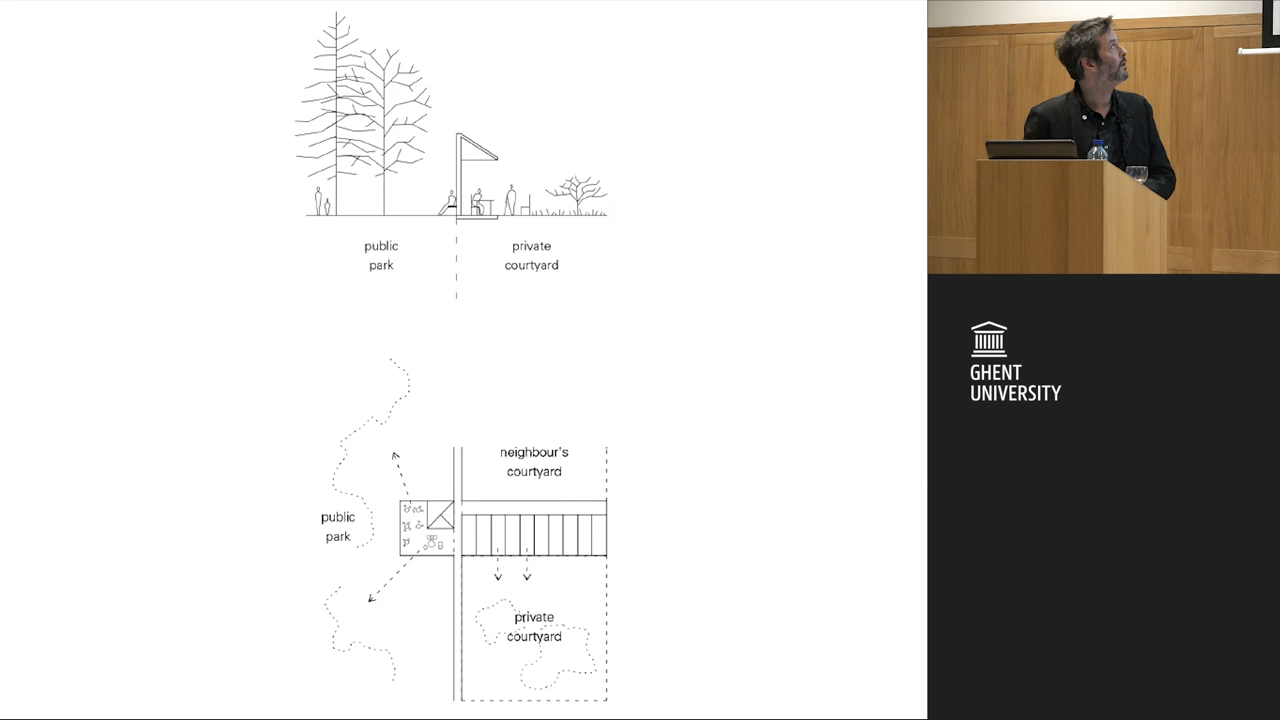 public
park
private
courtyard
neighbour's
courtyard
public
park
private
courtyard
GHENT
UNIVERSITY